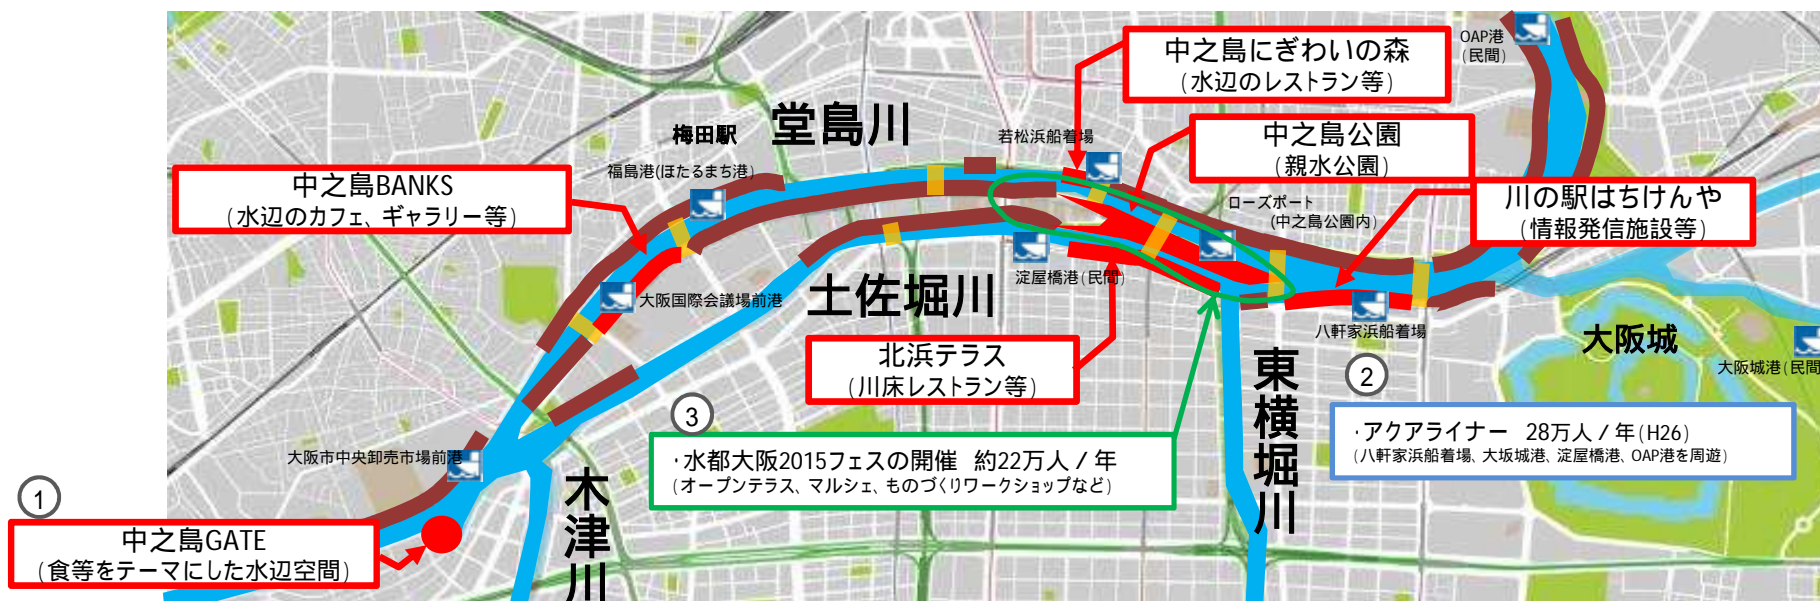 中之島にぎわいの森
(水辺のレストラン等)
OAP港
(民間)
堂島川
梅田駅
若松浜船着場
中之島公園
(親水公園)
福島港(ほたるまち港)
中之島BANKS
(水辺のカフェ、ギャラリー等)
ローズポート
(中之島公園内)
川の駅はちけんや
(情報発信施設等)
大阪国際会議場前港
土佐堀川
淀屋橋港(民間)
八軒家浜船着場
大阪城
大阪城港(民間
北浜テラス
(川床レストラン等)
東横堀川
②
・アクアライナー 28万人/年(H26)
(八軒家浜船着場、大坂城港、淀屋橋港、OAP港を周遊)
③
・水都大阪2015フェスの開催 約22万人/年
(オープンテラス、マルシェ、ものづくりワークショップなど)
大阪市中央卸売市場前港
木津川
①
中之島GATE
(食等をテーマにした水辺空間)